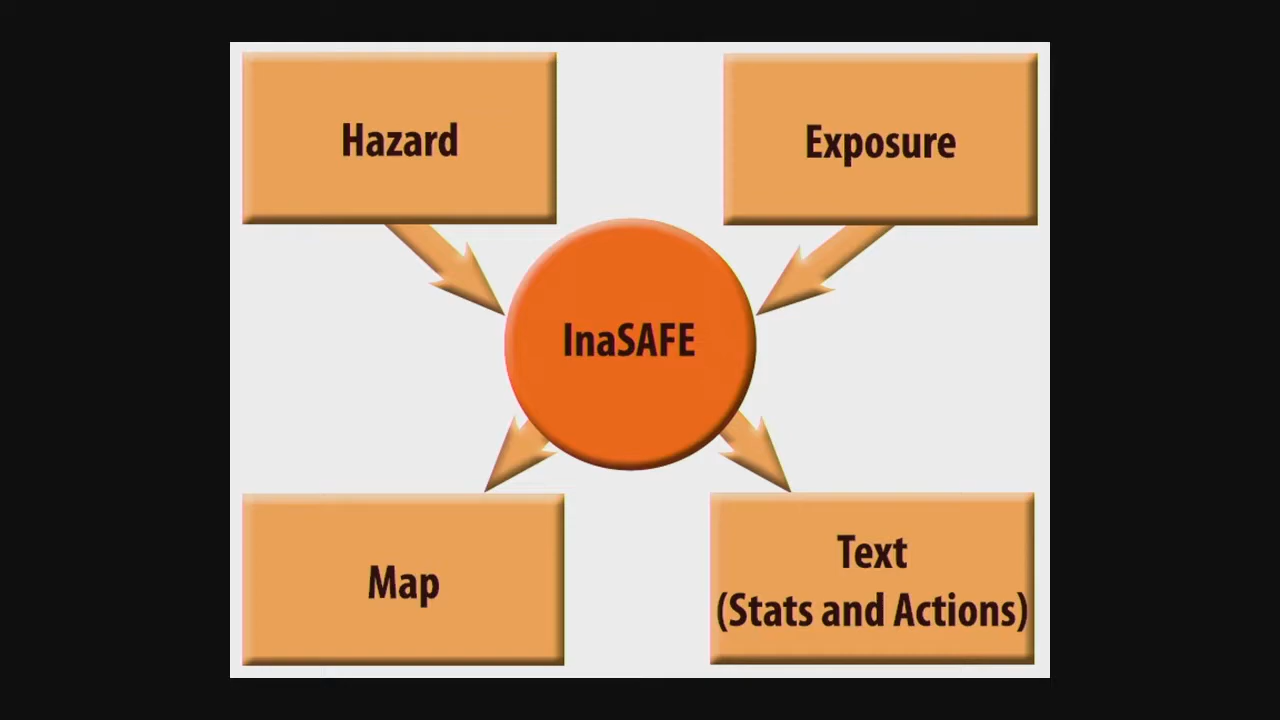 Hazard
Exposure
InaSAFE
Map
Text
(Stats and Actions)